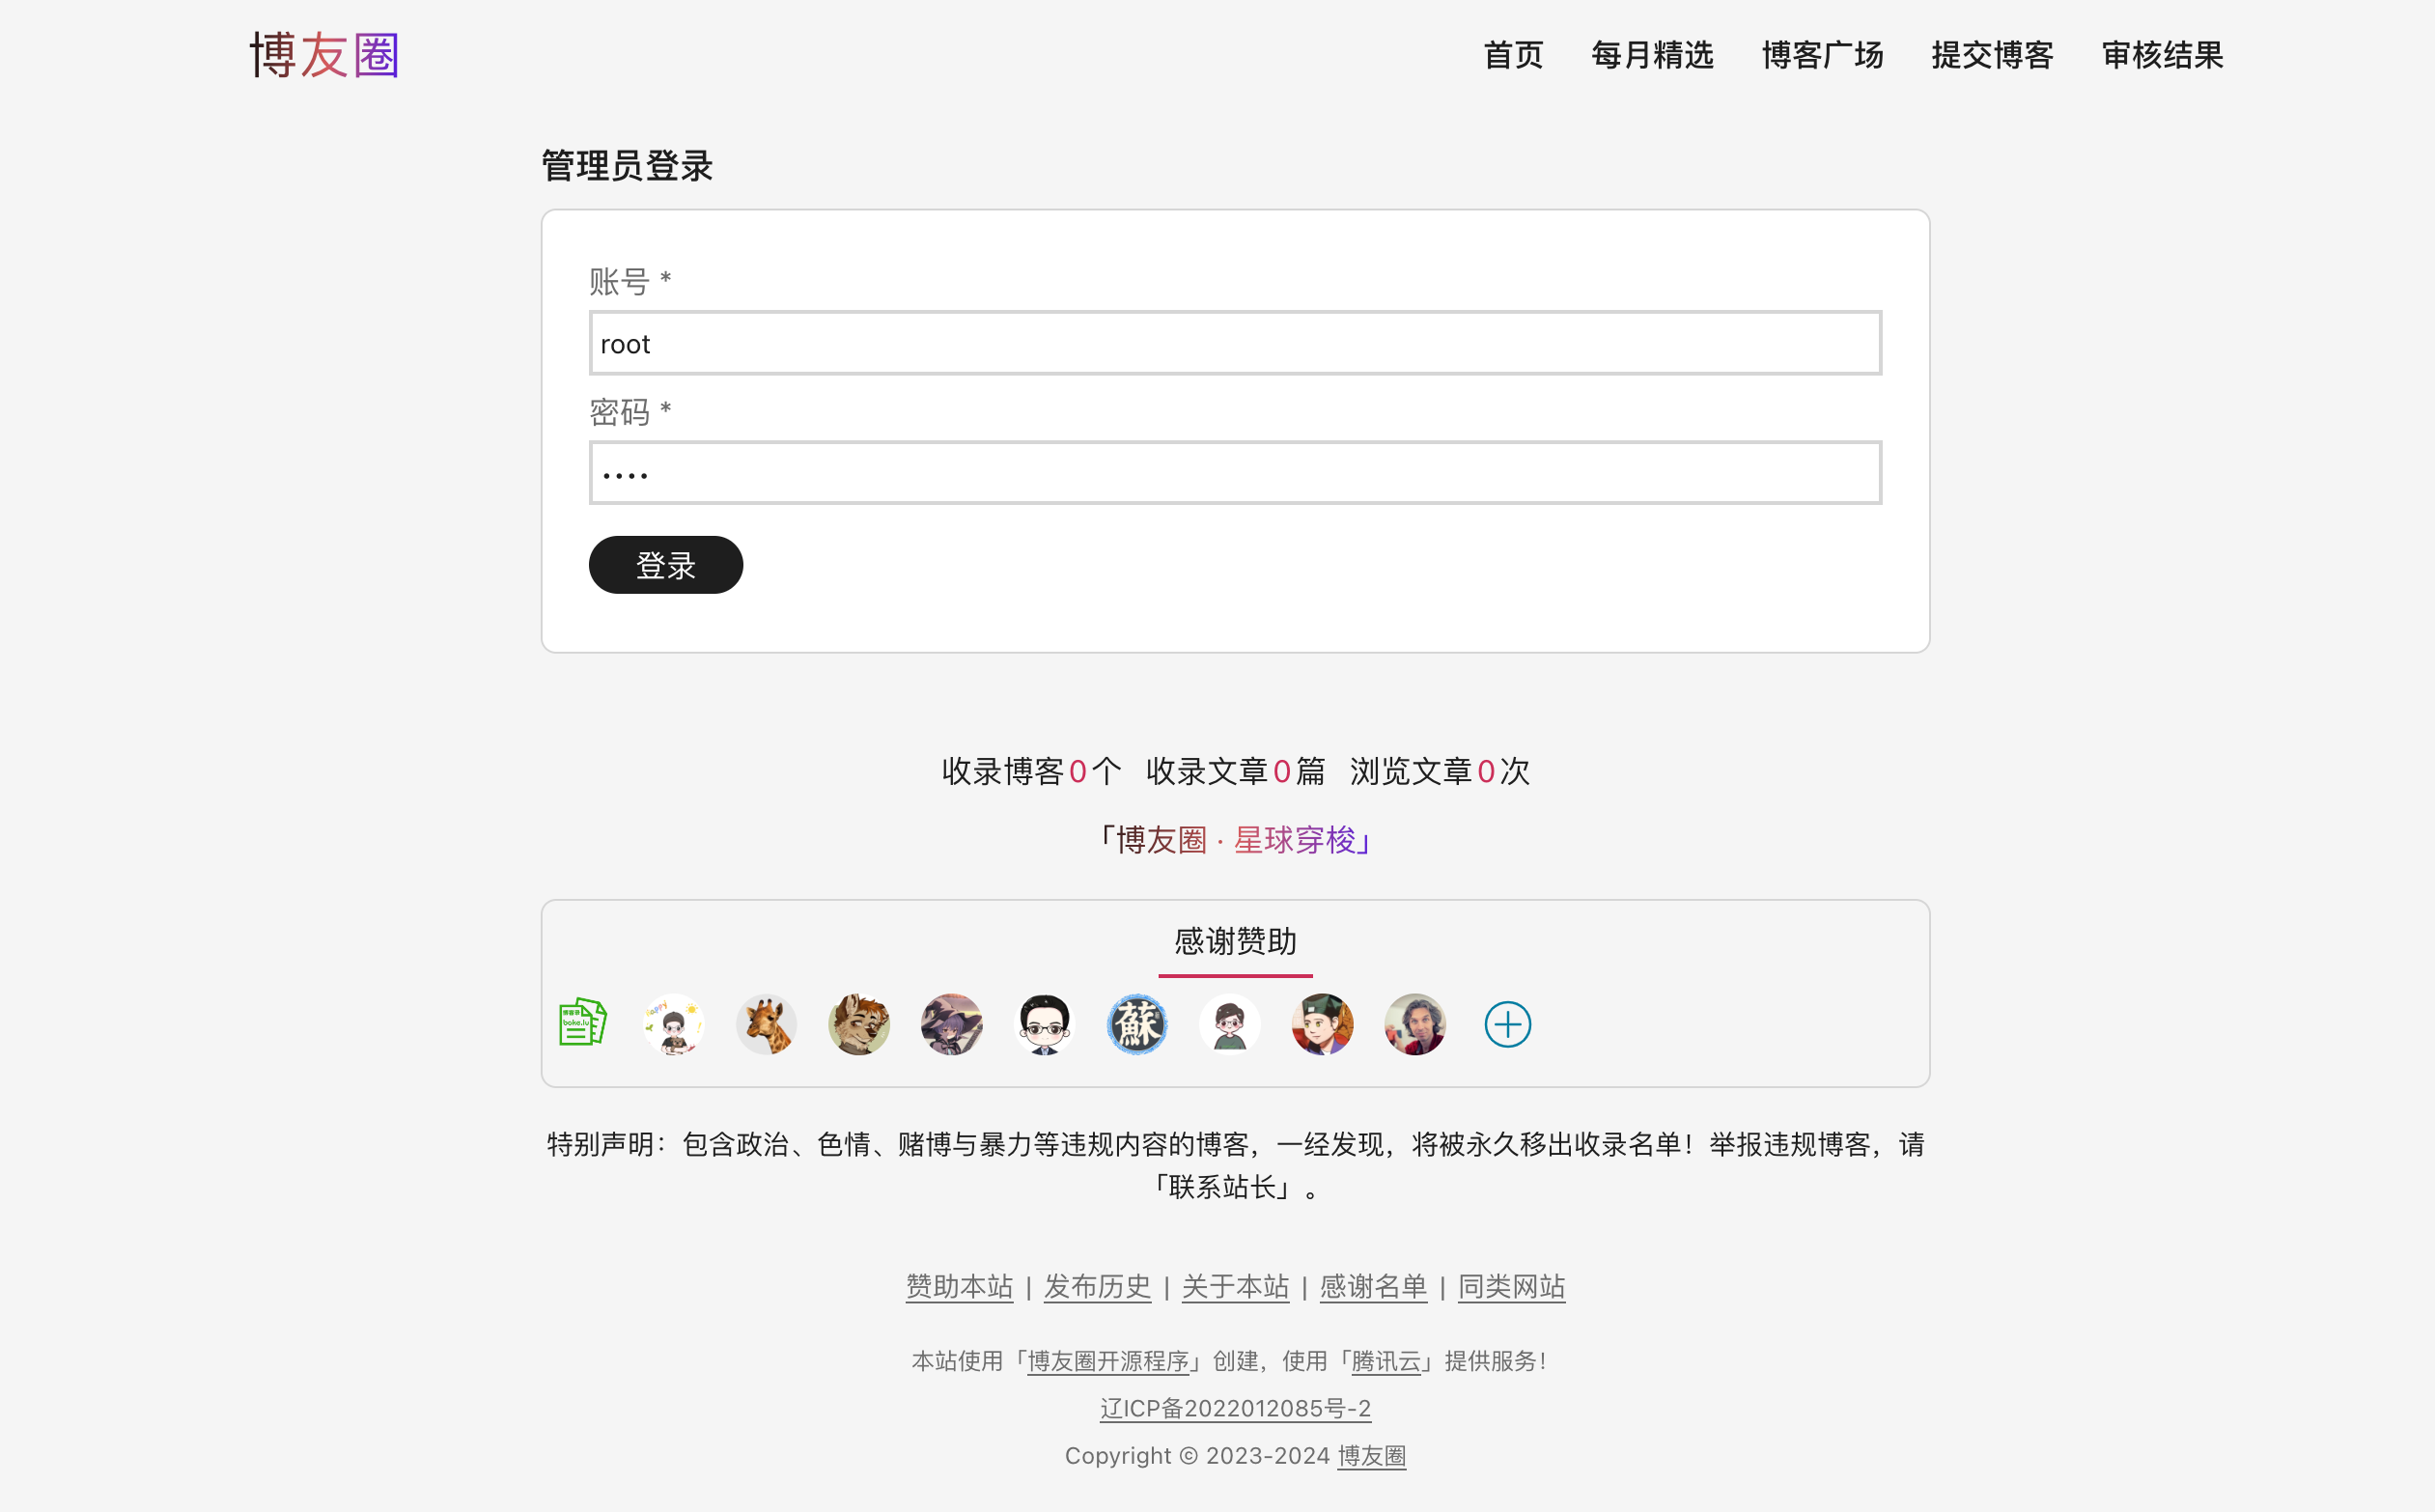 博友圈
首页 每月精选 博客广场 提交博客 审核结果
管理员登录
账号 *
root
密码 *
••••
登录
收录博客0个 收录文章0篇 浏览文章0次
「博友圈 · 星球穿梭」
感谢赞助
博客录
boke.lu
蘇
特别声明：包含政治、色情、赌博与暴力等违规内容的博客，一经发现，将被永久移出收录名单！举报违规博客，请
「联系站长」。
赞助本站 | 发布历史 | 关于本站 | 感谢名单 | 同类网站
本站使用「博友圈开源程序」创建，使用「腾讯云」提供服务！
辽ICP备2022012085号-2
Copyright © 2023-2024 博友圈